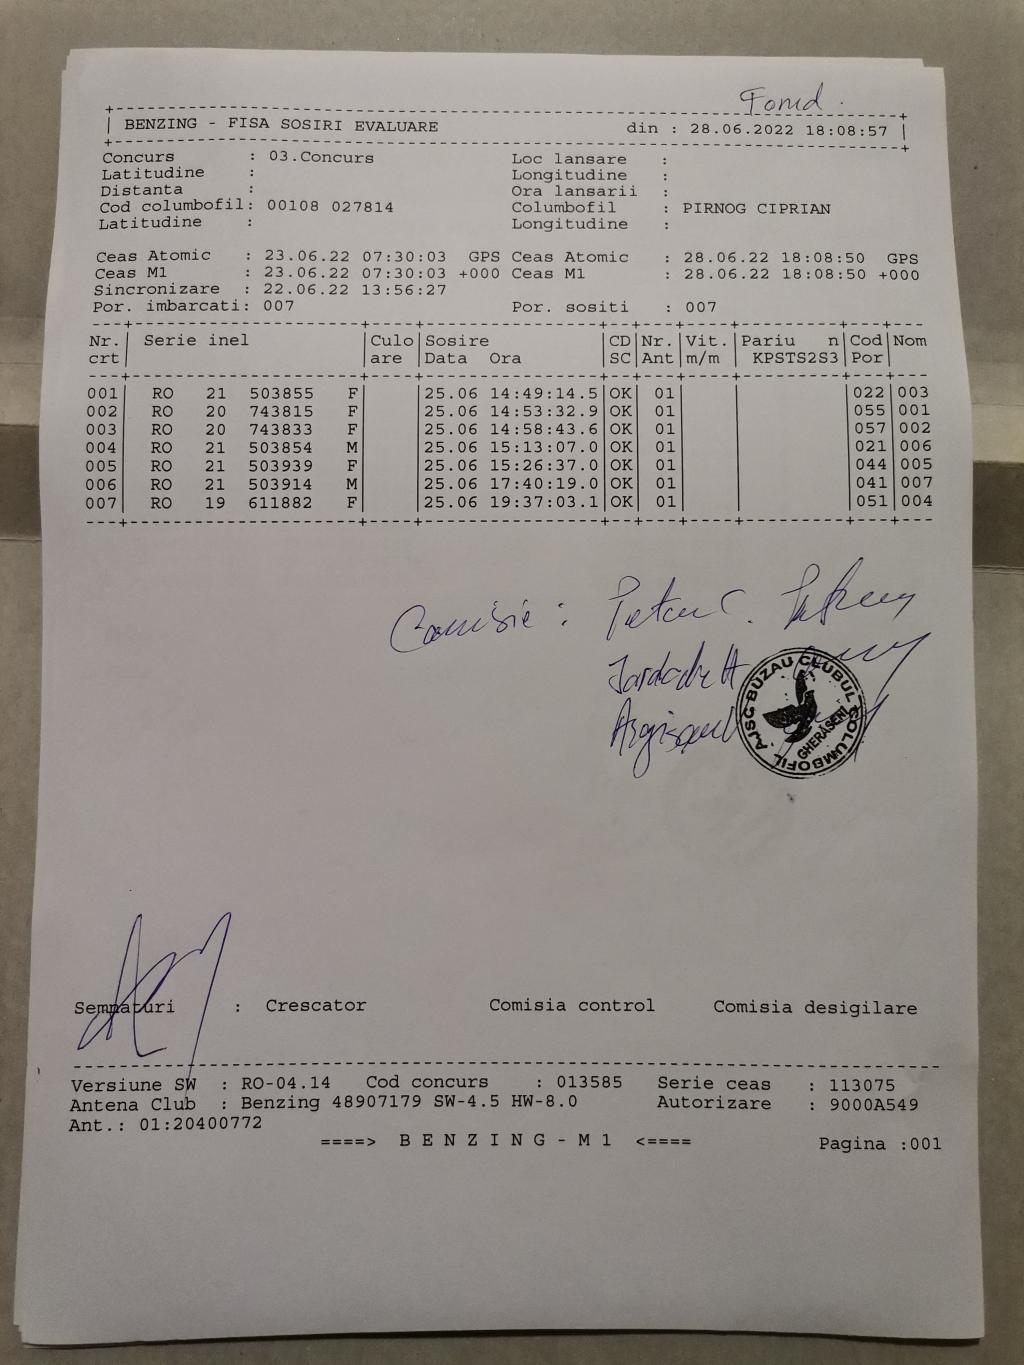 Fond.
BENZING - FISA SOSIRI EVALUARE din : 28.06.2022 18:08:57
Concurs : 03.Concurs Loc lansare :
Latitudine : Longitudine :
Distanta : Ora lansarii :
Cod columbofil: 00108 027814 Columbofil : PIRNOG CIPRIAN
Latitudine : Longitudine :
Ceas Atomic : 23.06.22 07:30:03 GPS Ceas Atomic : 28.06.22 18:08:50 GPS
Ceas M1 : 23.06.22 07:30:03 +000 Ceas M1 : 28.06.22 18:08:50 +000
Sincronizare : 22.06.22 13:56:27
Por. imbarcati: 007 Por. sositi : 007
Nr. Serie inel Culo Sosire CD Nr. Vit. Pariu n Cod Nom
crt are Data Ora SC Ant m/m KPSTS2S3 Por
001 RO 21 503855 F 25.06 14:49:14.5 OK 01 022 003
002 RO 20 743815 F 25.06 14:53:32.9 OK 01 055 001
003 RO 20 743833 F 25.06 14:58:43.6 OK 01 057 002
004 RO 21 503854 M 25.06 15:13:07.0 OK 01 021 006
005 RO 21 503939 F 25.06 15:26:37.0 OK 01 044 005
006 RO 21 503914 M 25.06 17:40:19.0 OK 01 041 007
007 RO 19 611882 F 25.06 19:37:03.1 OK 01 051 004
Comisie :
AJSC BUZAU CLUBUL COLUMBOFIL
GHERĂSENI
Semnaturi : Crescator Comisia control Comisia desigilare
Versiune SW : RO-04.14 Cod concurs : 013585 Serie ceas : 113075
Antena Club : Benzing 48907179 SW-4.5 HW-8.0 Autorizare : 9000A549
Ant.: 01:20400772
====> B E N Z I N G - M 1 <==== Pagina :001